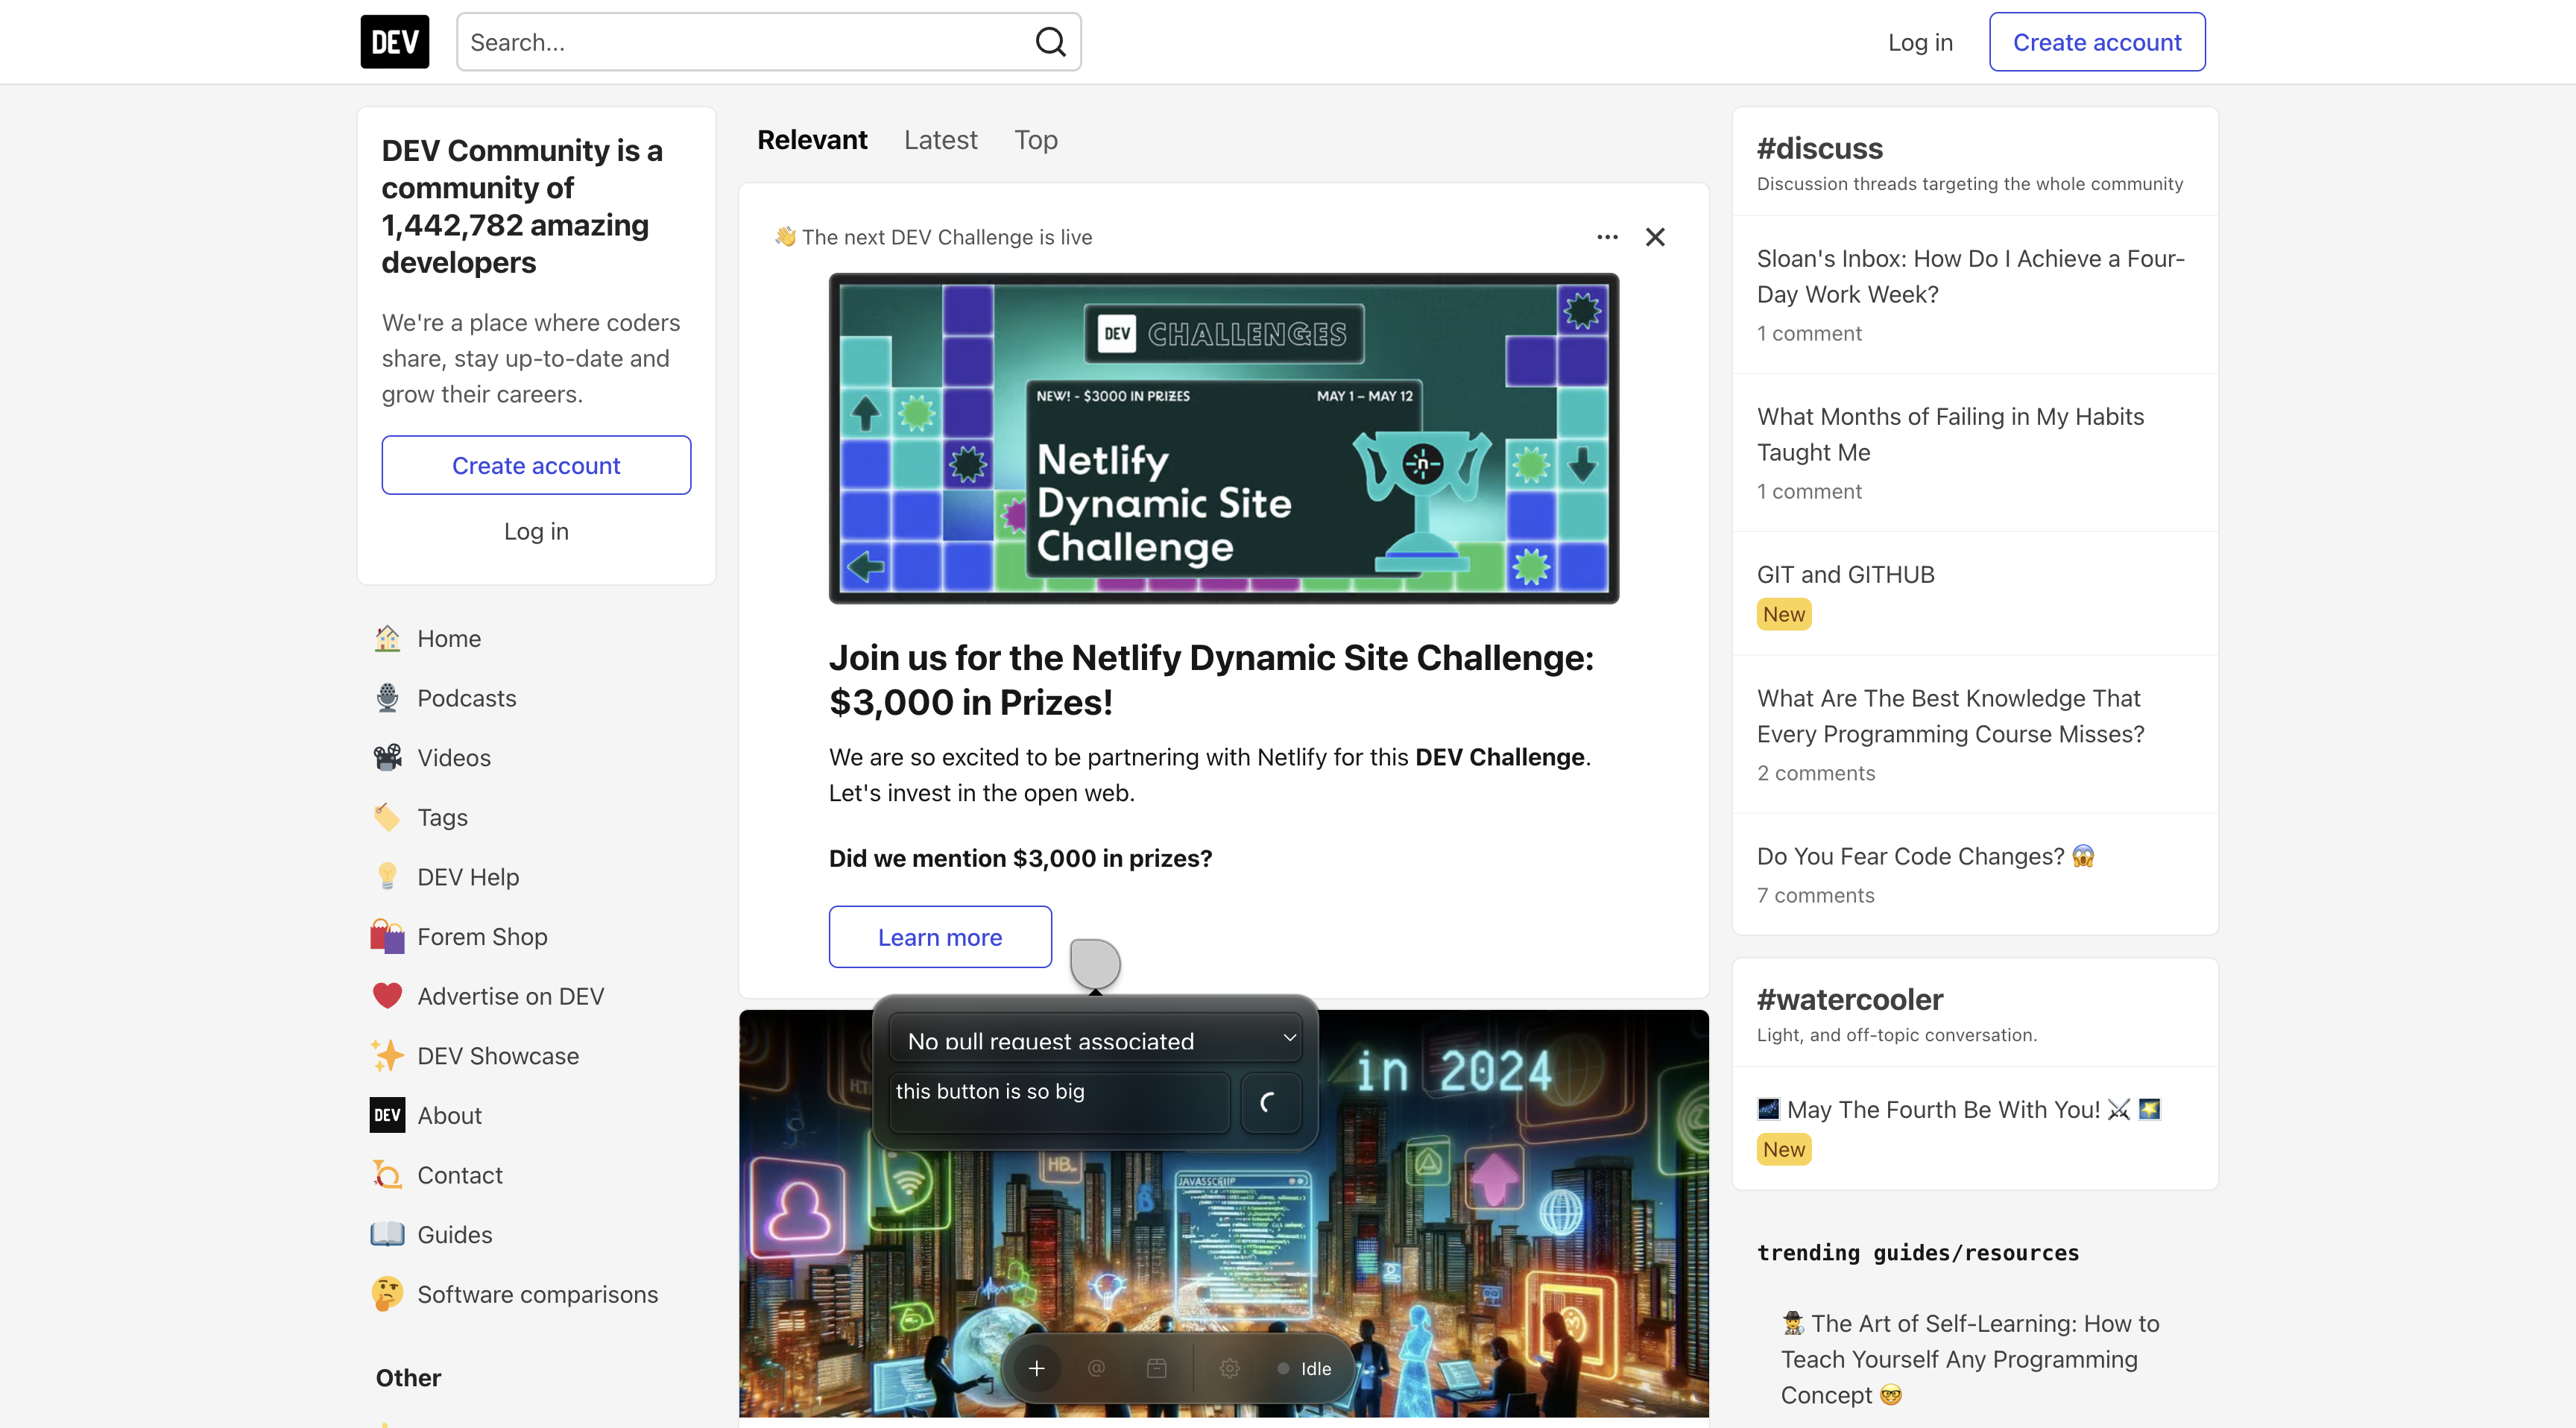 DEV
Search...
Log in
Create account
DEV Community is a
community of
1,442,782 amazing
developers
We're a place where coders
share, stay up-to-date and
grow their careers.
Create account
Log in
Home
Podcasts
Videos
Tags
DEV Help
Forem Shop
Advertise on DEV
DEV Showcase
DEV
About
Contact
Guides
Software comparisons
Other
Relevant
Latest
Top
👋 The next DEV Challenge is live
DEV CHALLENGES
NEW! - $3000 IN PRIZES
MAY 1 – MAY 12
Netlify
Dynamic Site
Challenge
Join us for the Netlify Dynamic Site Challenge:
$3,000 in Prizes!
We are so excited to be partnering with Netlify for this DEV Challenge.
Let's invest in the open web.
Did we mention $3,000 in prizes?
Learn more
No pull request associated
this button is so big
in 2024
JAVASSCRIIP
Idle
#discuss
Discussion threads targeting the whole community
Sloan's Inbox: How Do I Achieve a Four-
Day Work Week?
1 comment
What Months of Failing in My Habits
Taught Me
1 comment
GIT and GITHUB
New
What Are The Best Knowledge That
Every Programming Course Misses?
2 comments
Do You Fear Code Changes? 😱
7 comments
#watercooler
Light, and off-topic conversation.
🌌 May The Fourth Be With You! ⚔️ 🌠
New
trending guides/resources
🕵️ The Art of Self-Learning: How to
Teach Yourself Any Programming
Concept 🤓